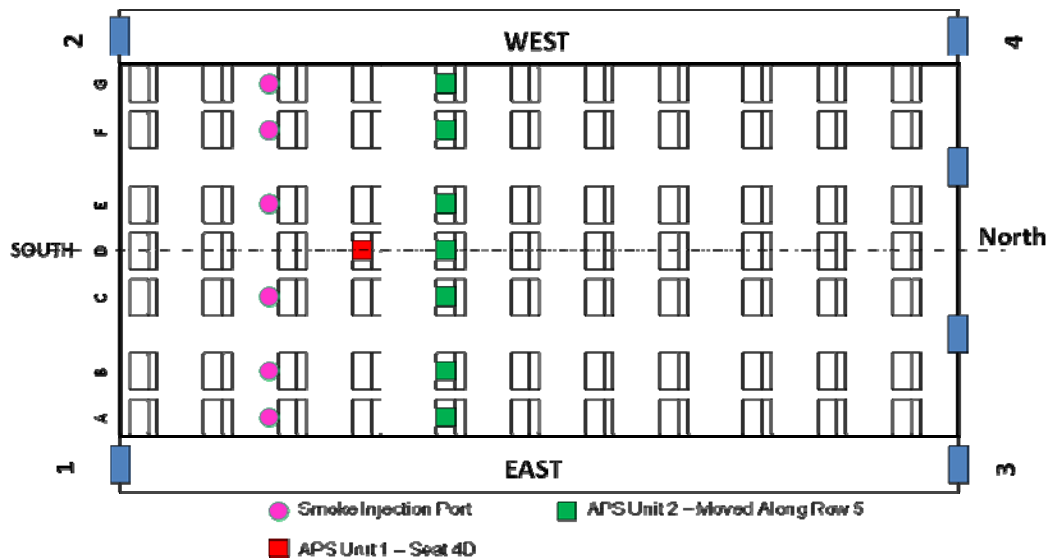 2
WEST
4
G
F
E
SOUTH
D
North
C
B
A
1
EAST
3
Smoke Injection Port
APS Unit 2 – Moved Along Row 5
APS Unit 1 – Seat 4D